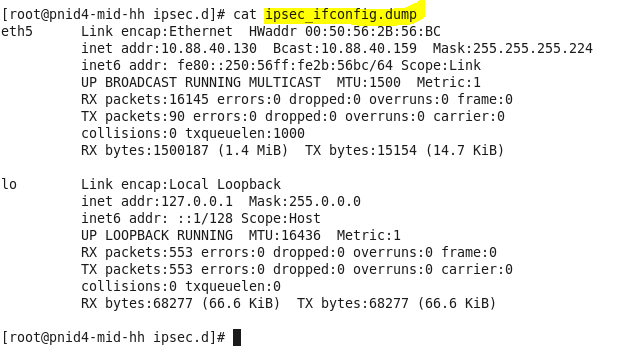 [root@pnid4-mid-hh ipsec.d]# cat ipsec_ifconfig.dump
eth5      Link encap:Ethernet  HWaddr 00:50:56:2B:56:BC
          inet addr:10.88.40.130  Bcast:10.88.40.159  Mask:255.255.255.224
          inet6 addr: fe80::250:56ff:fe2b:56bc/64 Scope:Link
          UP BROADCAST RUNNING MULTICAST  MTU:1500  Metric:1
          RX packets:16145 errors:0 dropped:0 overruns:0 frame:0
          TX packets:90 errors:0 dropped:0 overruns:0 carrier:0
          collisions:0 txqueuelen:1000
          RX bytes:1500187 (1.4 MiB)  TX bytes:15154 (14.7 KiB)

lo        Link encap:Local Loopback
          inet addr:127.0.0.1  Mask:255.0.0.0
          inet6 addr: ::1/128 Scope:Host
          UP LOOPBACK RUNNING  MTU:16436  Metric:1
          RX packets:553 errors:0 dropped:0 overruns:0 frame:0
          TX packets:553 errors:0 dropped:0 overruns:0 carrier:0
          collisions:0 txqueuelen:0
          RX bytes:68277 (66.6 KiB)  TX bytes:68277 (66.6 KiB)

[root@pnid4-mid-hh ipsec.d]#